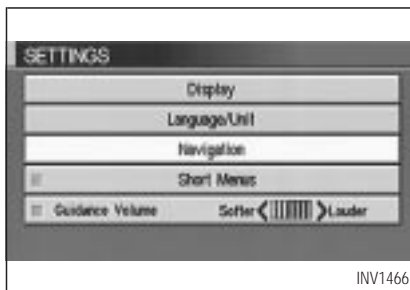 SETTINGS
Display
Language/Unit
Navigation
Short Menus
Guidance Volume Softer Louder
INV1466